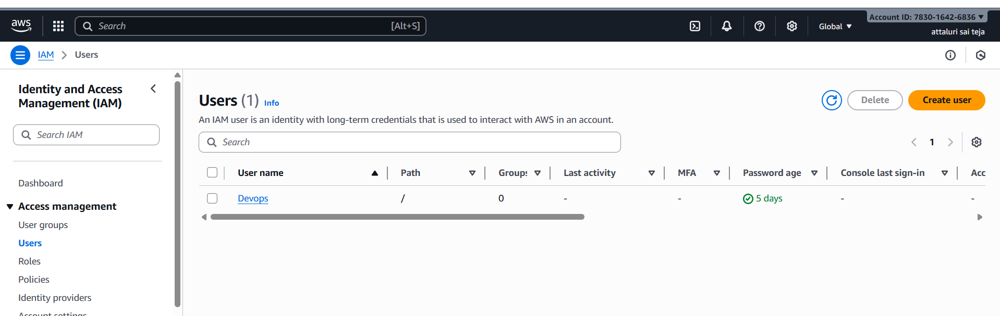 aws
Search
[Alt+S]
Global
Account ID: 7830-1642-6836
attaluri sai teja
IAM
Users
Identity and Access
Management (IAM)
Search IAM
Dashboard
Access management
User groups
Users
Roles
Policies
Identity providers
Account settings
Users (1) Info
Delete
Create user
An IAM user is an identity with long-term credentials that is used to interact with AWS in an account.
Search
1
User name Path Groups Last activity MFA Password age Console last sign-in Acc
Devops / 0 - - 5 days - -